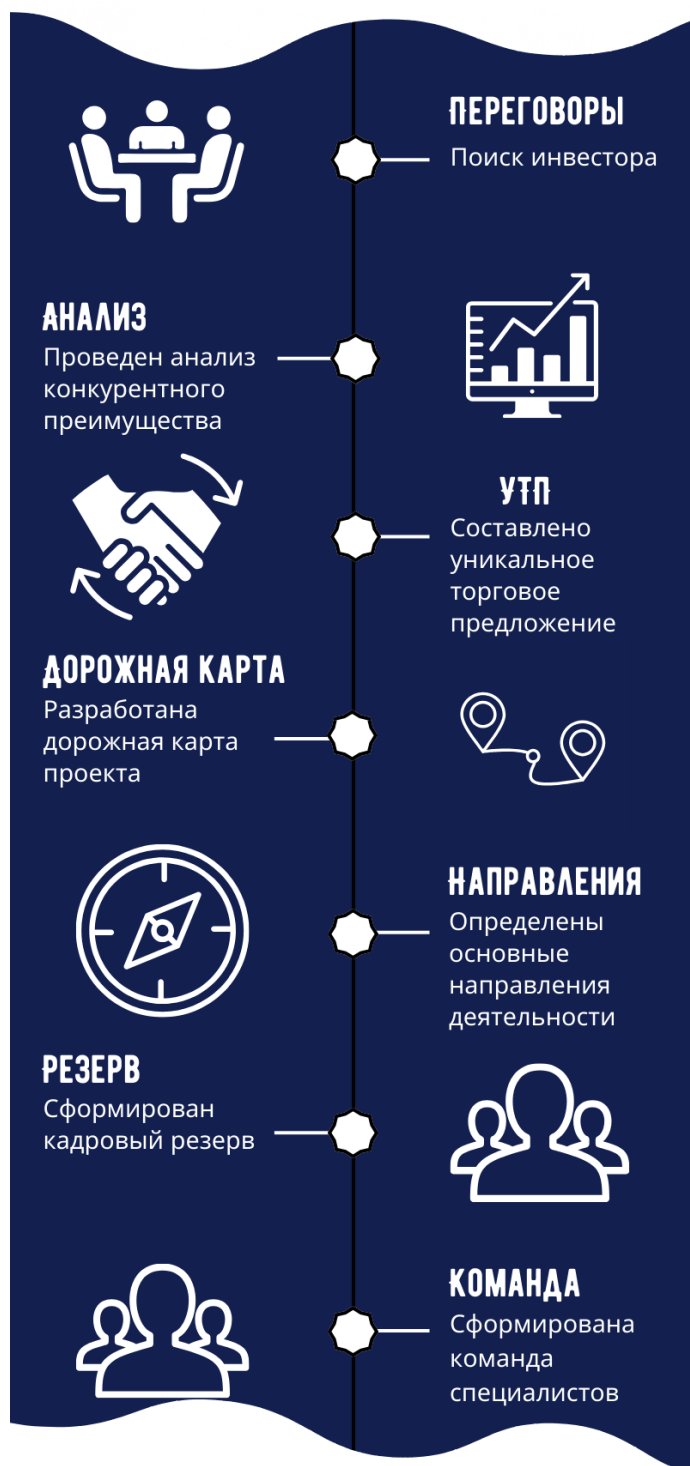 ПЕРЕГОВОРЫ
Поиск инвестора
АНАЛИЗ
Проведен анализ
конкурентного
преимущества
УТП
Составлено
уникальное
торговое
предложение
ДОРОЖНАЯ КАРТА
Разработана
дорожная карта
проекта
НАПРАВЛЕНИЯ
Определены
основные
направления
деятельности
РЕЗЕРВ
Сформирован
кадровый резерв
КОМАНДА
Сформирована
команда
специалистов